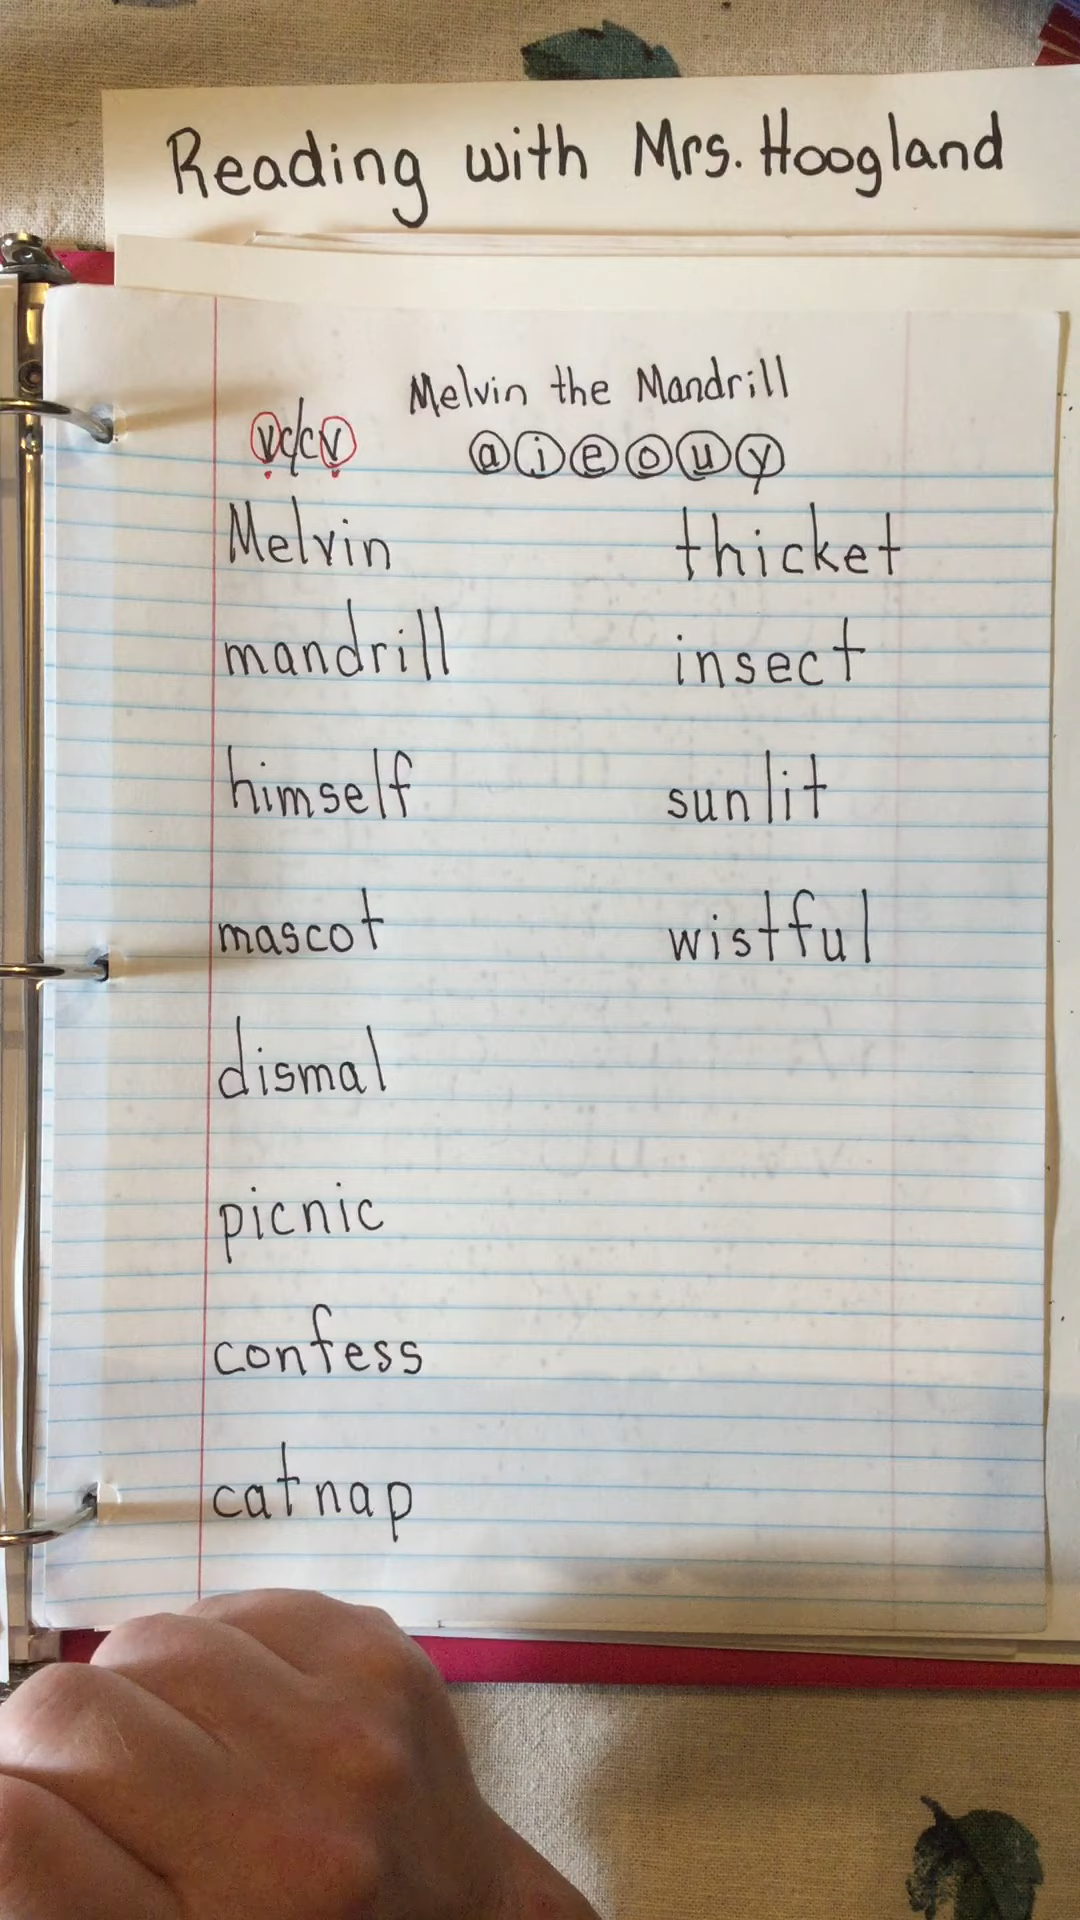 Reading with Mrs. Hoogland
Melvin the Mandrill
vc/cv a i e o u y
Melvin
mandrill
himself
mascot
dismal
picnic
confess
catnap
thicket
insect
sunlit
wistful